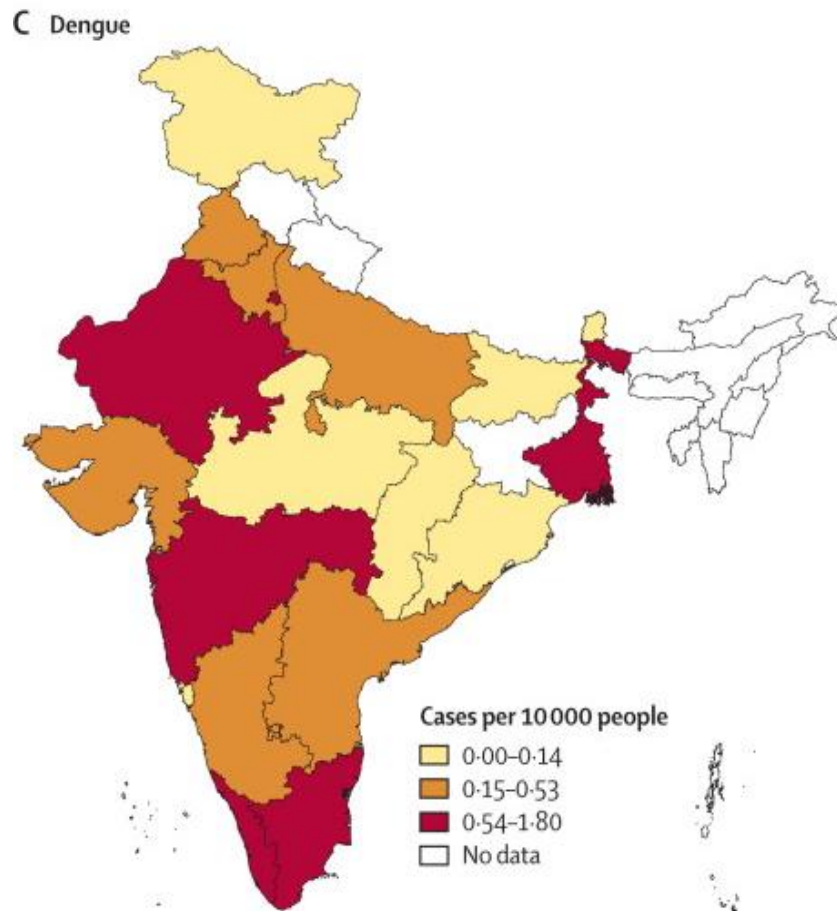 C Dengue
Cases per 10 000 people
0·00–0·14
0·15–0·53
0·54–1·80
No data